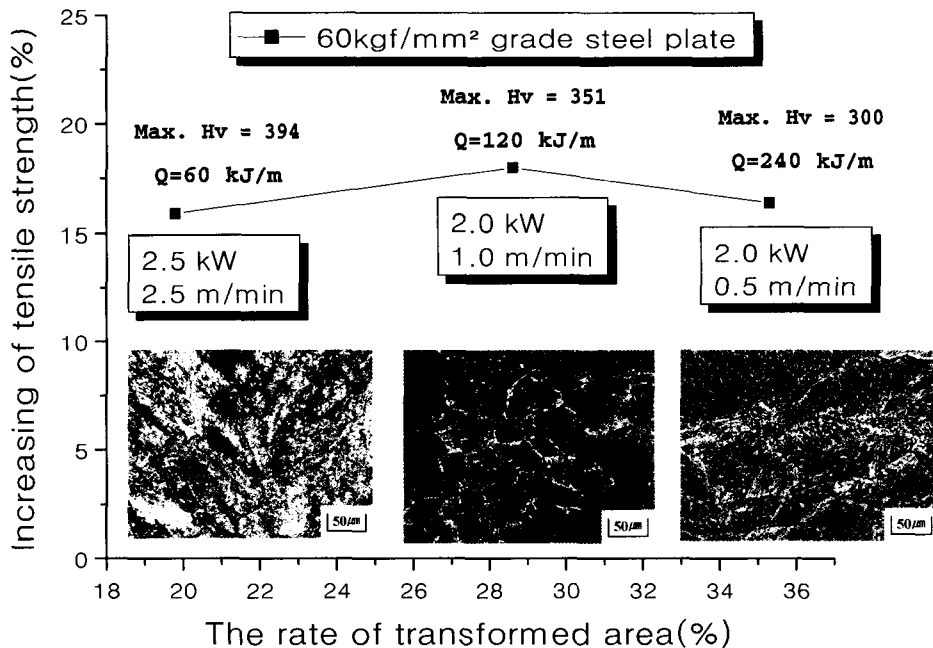 60kgf/mm² grade steel plate
Max. Hv = 394
Q=60 kJ/m
Max. Hv = 351
Q=120 kJ/m
Max. Hv = 300
Q=240 kJ/m
2.5 kW
2.5 m/min
2.0 kW
1.0 m/min
2.0 kW
0.5 m/min
50㎛
50㎛
50㎛
Increasing of tensile strength(%)
25
20
15
10
5
0
18 20 22 24 26 28 30 32 34 36
The rate of transformed area(%)